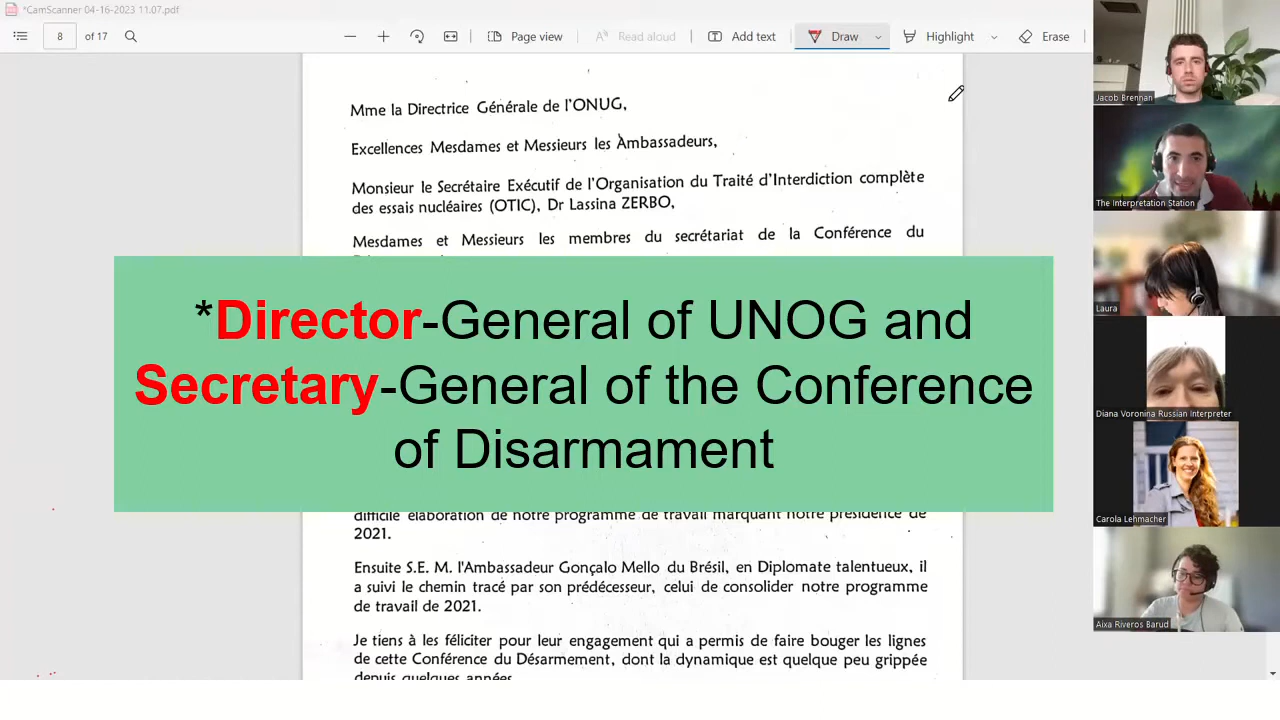 *CamScanner 04-16-2023 11.07.pdf
8 of 17 Page view Read aloud Add text Draw Highlight Erase
Mme la Directrice Générale de l'ONUG,
Excellences Mesdames et Messieurs les Ambassadeurs,
Monsieur le Secrétaire Exécutif de l'Organisation du Traité d'Interdiction complète
des essais nucléaires (OTIC), Dr Lassina ZERBO,
Mesdames et Messieurs les membres du secrétariat de la Conférence du
*Director-General of UNOG and
Secretary-General of the Conference
of Disarmament
difficile élaboration de notre programme de travail marquant notre présidence de
2021.
Ensuite S.E. M. l'Ambassadeur Gonçalo Mello du Brésil, en Diplomate talentueux, il
a suivi le chemin tracé par son prédécesseur, celui de consolider notre programme
de travail de 2021.
Je tiens à les féliciter pour leur engagement qui a permis de faire bouger les lignes
de cette Conférence du Désarmement, dont la dynamique est quelque peu grippée
depuis quelques années
Jacob Brennan
The Interpretation Station
Laura
Diana Voronina Russian Interpreter
Carola Lehmacher
Aixa Riveros Barud